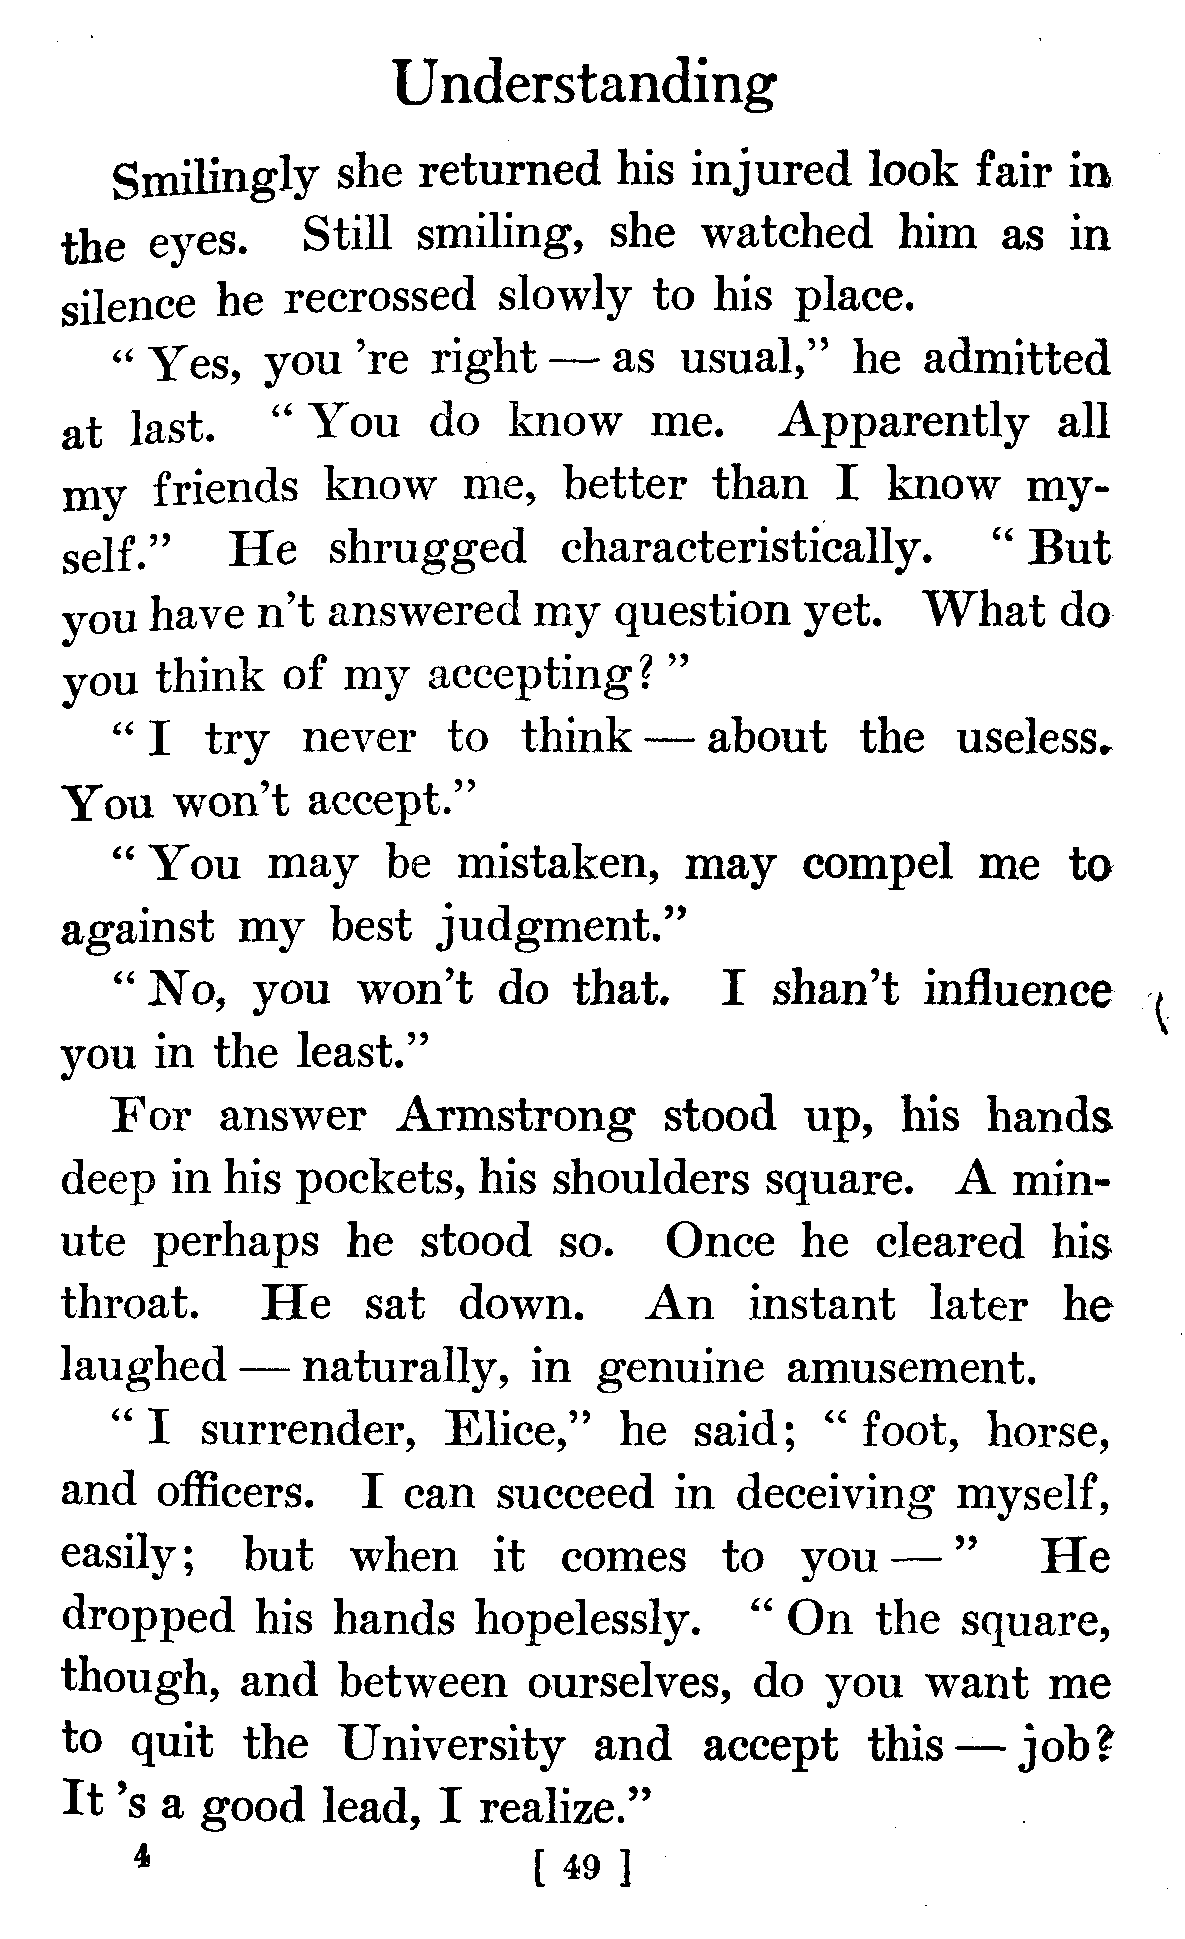 Understanding
Smilingly she returned his injured look fair in
the eyes. Still smiling, she watched him as in
silence he recrossed slowly to his place.
“ Yes, you ’re right — as usual,” he admitted
at last. “ You do know me. Apparently all
my friends know me, better than I know my-
self.” He shrugged characteristically. “ But
you have n’t answered my question yet. What do
you think of my accepting? ”
“ I try never to think — about the useless.
You won’t accept.”
“ You may be mistaken, may compel me to
against my best judgment.”
“ No, you won’t do that. I shan’t influence
you in the least.”
For answer Armstrong stood up, his hands
deep in his pockets, his shoulders square. A min-
ute perhaps he stood so. Once he cleared his
throat. He sat down. An instant later he
laughed — naturally, in genuine amusement.
“ I surrender, Elice,” he said; “ foot, horse,
and officers. I can succeed in deceiving myself,
easily; but when it comes to you — ” He
dropped his hands hopelessly. “ On the square,
though, and between ourselves, do you want me
to quit the University and accept this — job?
It ’s a good lead, I realize.”
4 [ 49 ]